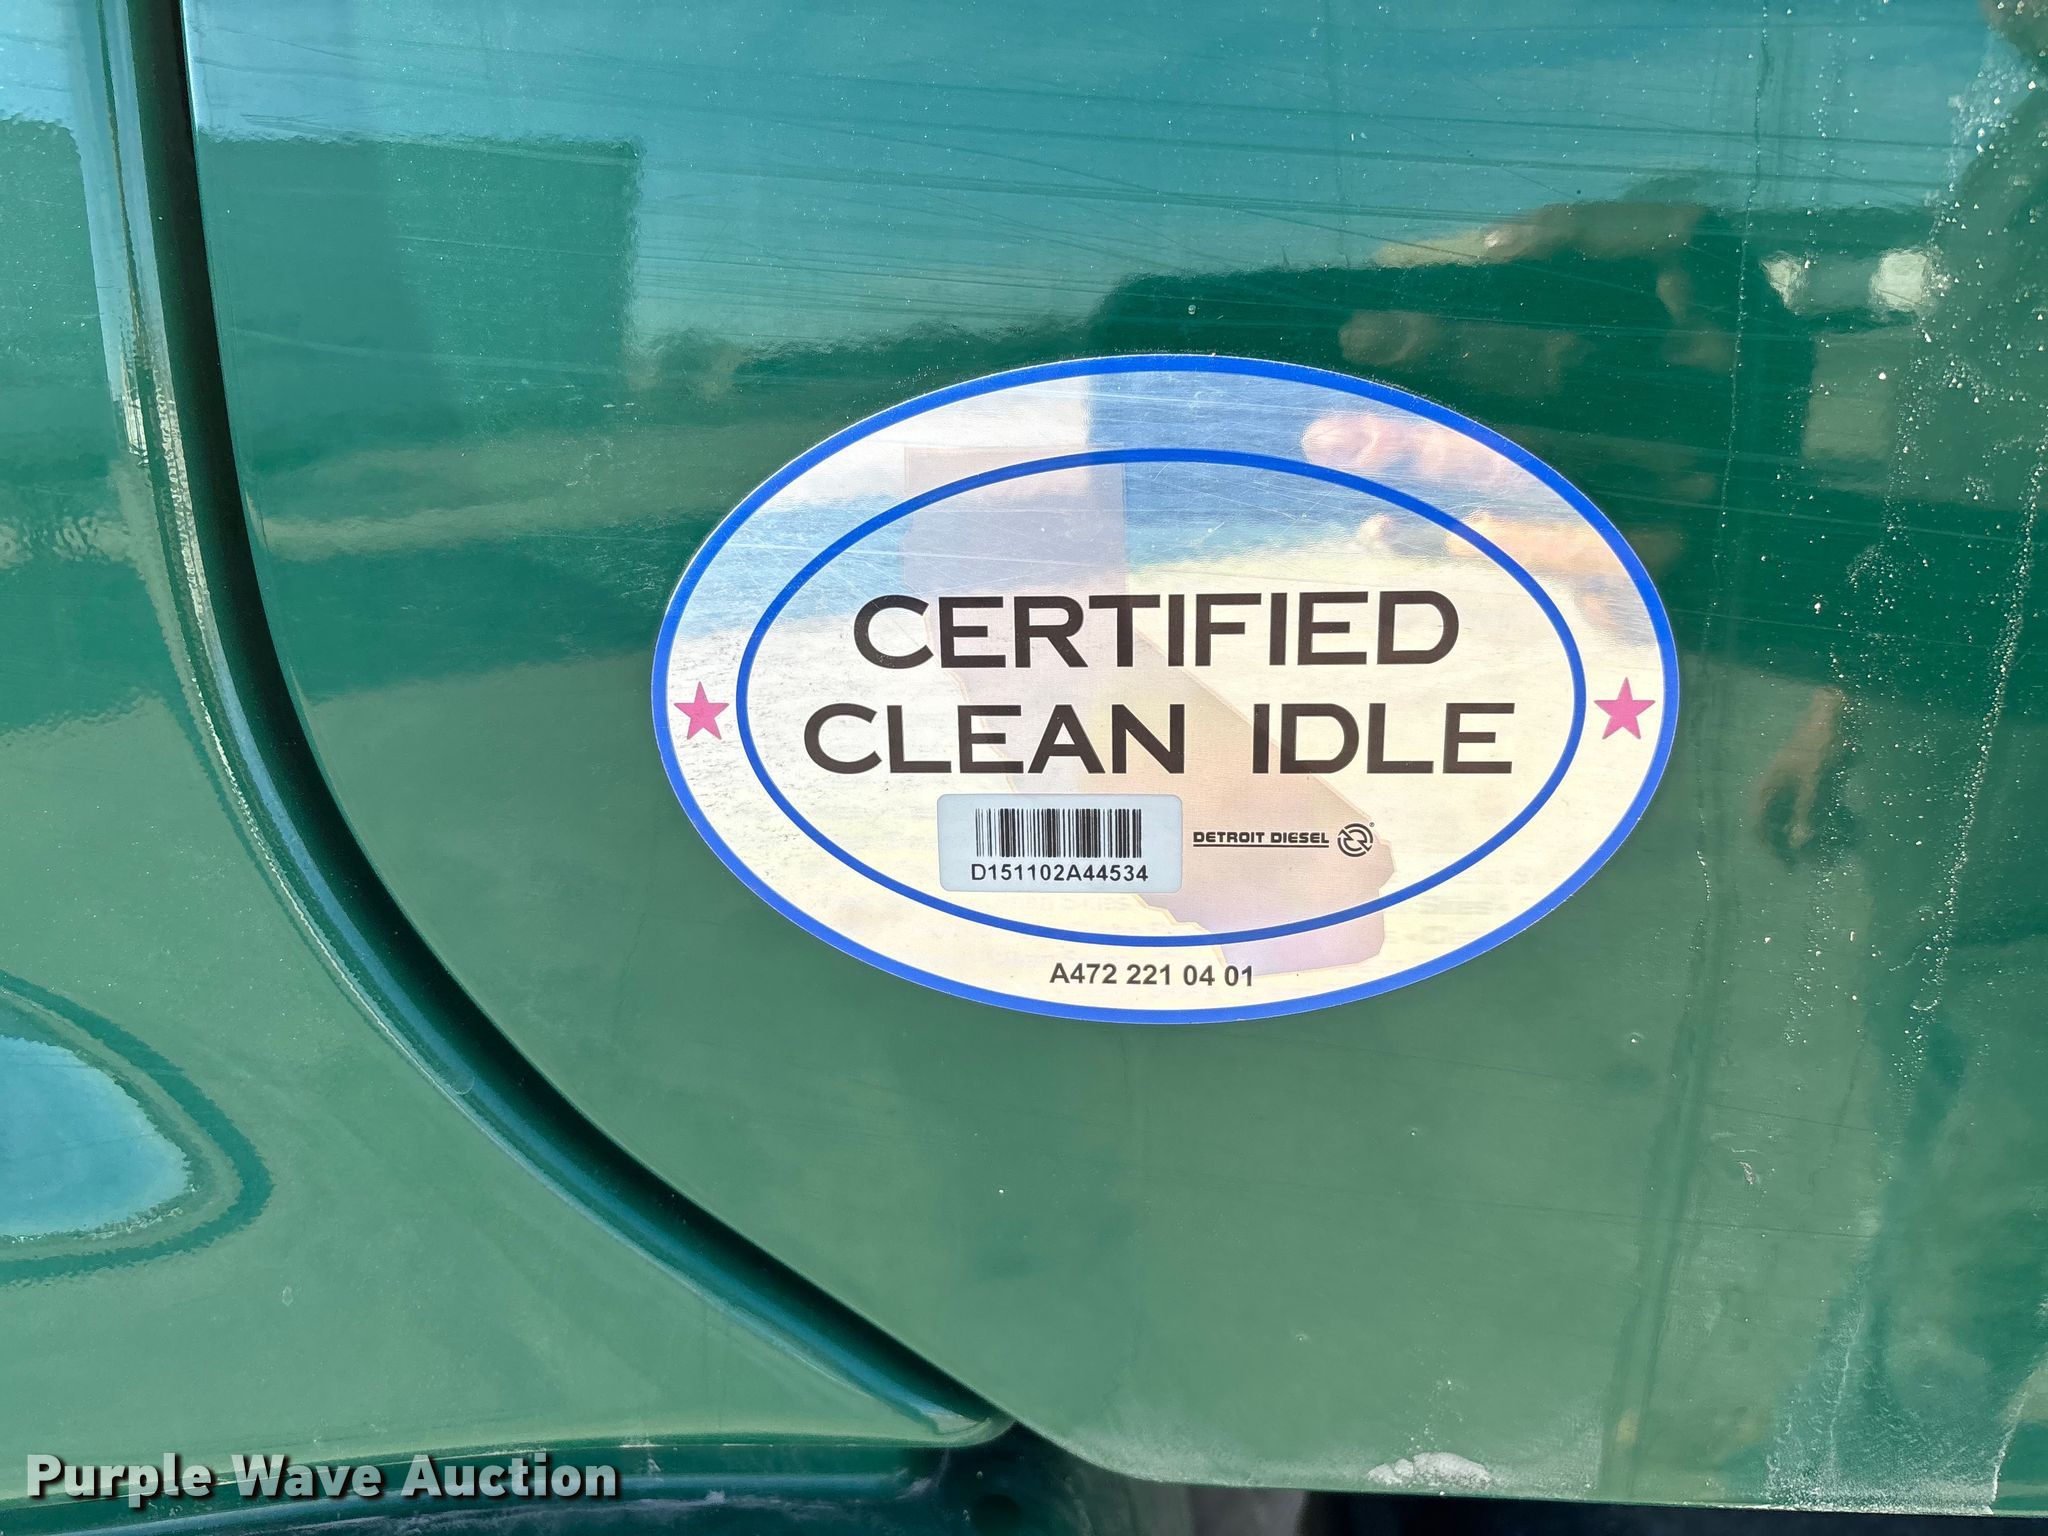 CERTIFIED
CLEAN IDLE
D151102A44534
DETROIT DIESEL ®
A472 221 04 01
Purple Wave Auction